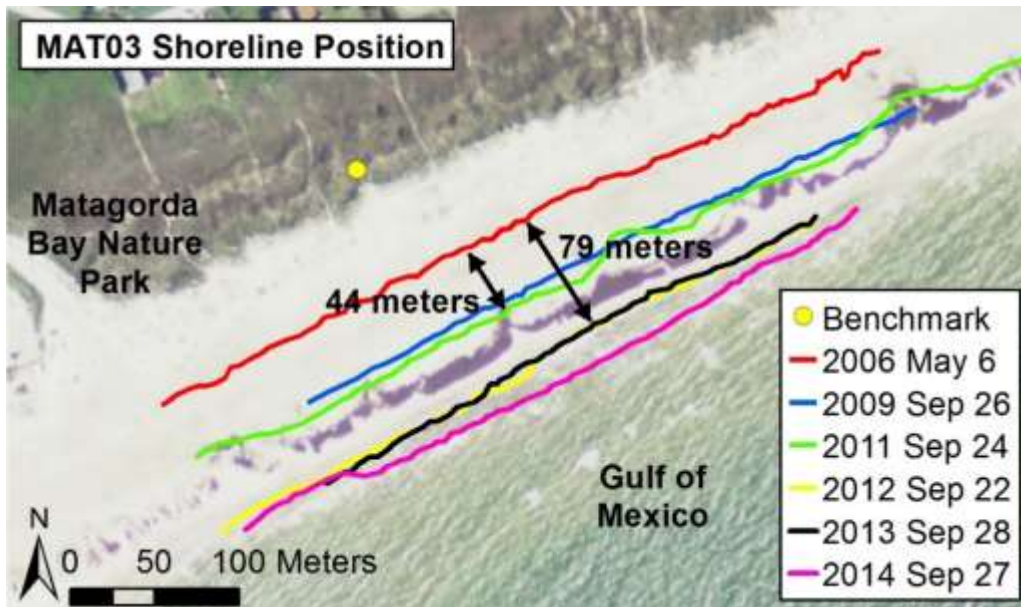 MAT03 Shoreline Position
Matagorda
Bay Nature
Park
79 meters
44 meters
Gulf of
Mexico
Benchmark
2006 May 6
2009 Sep 26
2011 Sep 24
2012 Sep 22
2013 Sep 28
2014 Sep 27
N
0 50 100 Meters